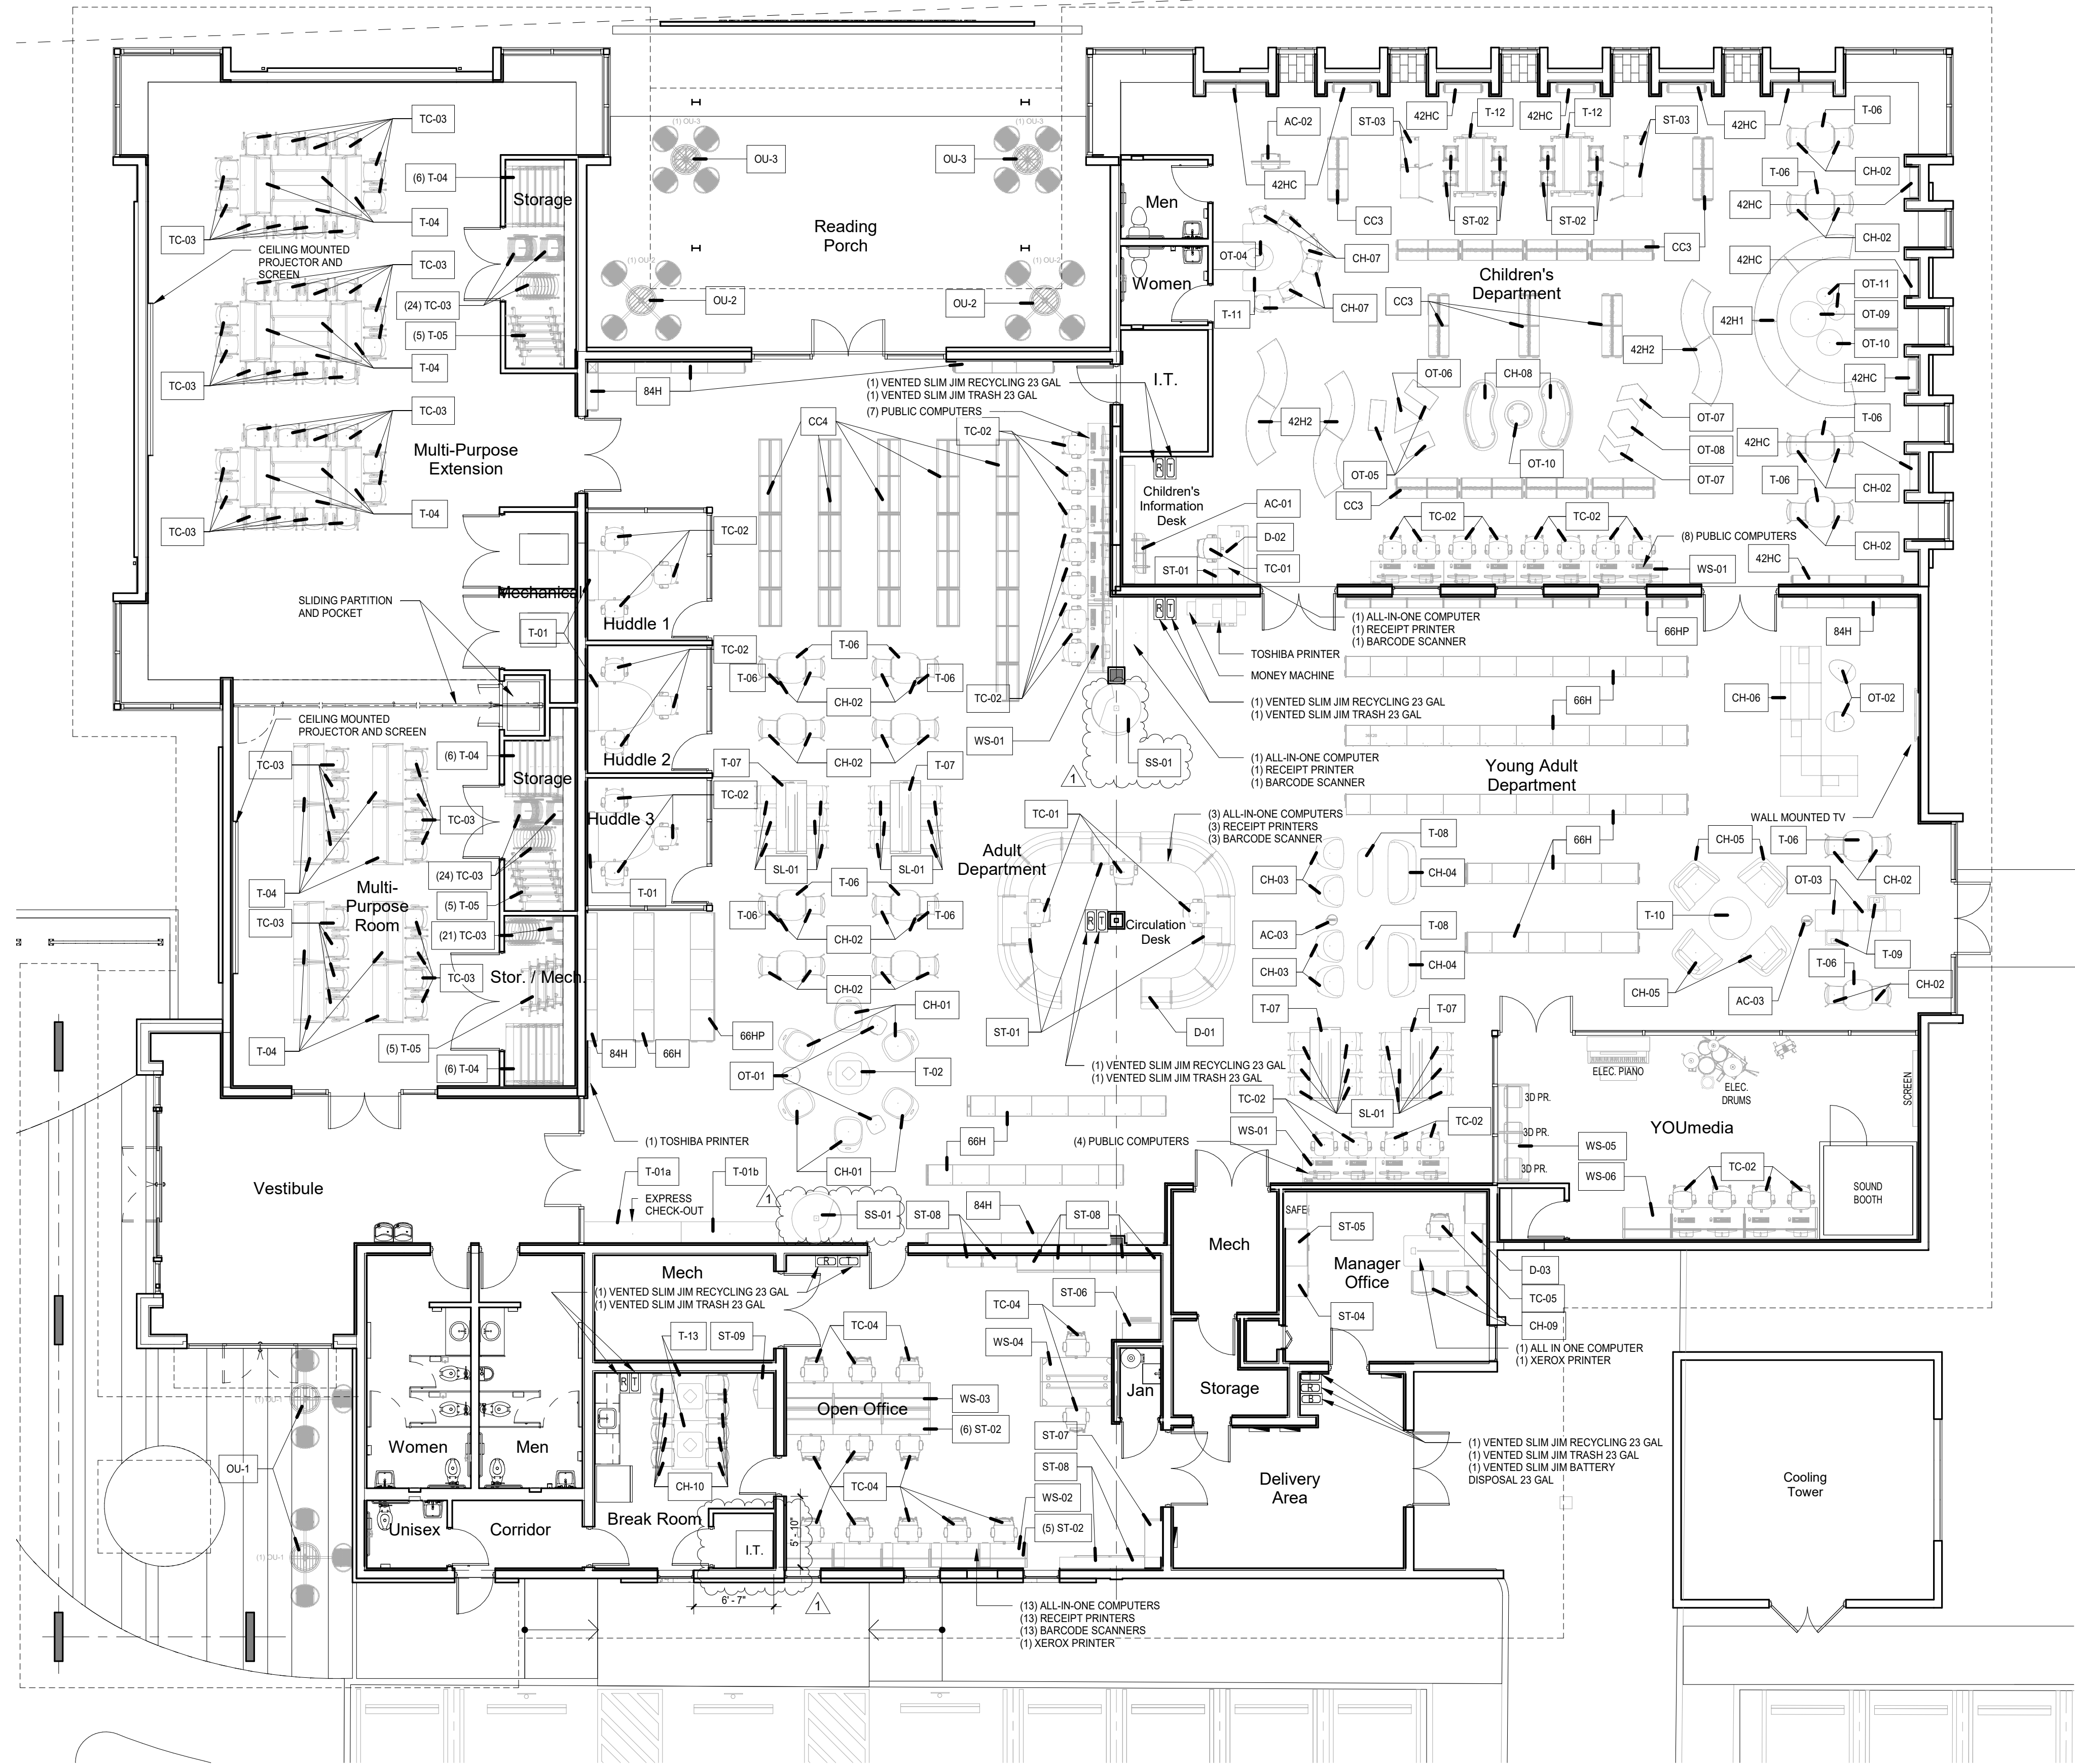 TC-03
(6) T-04
Storage
T-04
TC-03
CEILING MOUNTED
PROJECTOR AND
SCREEN
TC-03
(24) TC-03
(5) T-05
T-04
TC-03
TC-03
Multi-Purpose
Extension
T-04
TC-03
SLIDING PARTITION
AND POCKET
Mechanical
T-01
(1) OU-3
OU-3
(1) OU-3
OU-3
Reading
Porch
(1) OU-2
OU-2
(1) OU-2
OU-2
84H
(1) VENTED SLIM JIM RECYCLING 23 GAL
(1) VENTED SLIM JIM TRASH 23 GAL
(7) PUBLIC COMPUTERS
CC4
TC-02
Men
Women
I.T.
R T
Children's
Information
Desk
AC-01
D-02
ST-01
TC-01
AC-02
ST-03
42HC
T-12
42HC
T-12
ST-03
42HC
T-06
42HC
CC3
ST-02
ST-02
CC3
T-06
CH-02
42HC
CH-02
OT-04
CH-07
CH-07
T-11
Children's
Department
42HC
OT-11
OT-09
OT-10
42H1
CC3
42H2
42HC
OT-06
CH-08
42H2
OT-07
OT-08
OT-07
OT-05
OT-10
T-06
42HC
CH-02
T-06
CH-02
CC3
TC-02
TC-02
(8) PUBLIC COMPUTERS
WS-01
42HC
(1) ALL-IN-ONE COMPUTER
(1) RECEIPT PRINTER
(1) BARCODE SCANNER
66HP
84H
R T
TOSHIBA PRINTER
MONEY MACHINE
(1) VENTED SLIM JIM RECYCLING 23 GAL
(1) VENTED SLIM JIM TRASH 23 GAL
(1) ALL-IN-ONE COMPUTER
(1) RECEIPT PRINTER
(1) BARCODE SCANNER
66H
CH-06
OT-02
Young Adult
Department
WALL MOUNTED TV
TC-02
Huddle 1
TC-02
Huddle 2
TC-02
Huddle 3
T-01
T-06
T-06
T-06
CH-02
CH-02
TC-02
WS-01
SS-01
1
T-07
T-07
SL-01
SL-01
T-06
T-06
T-06
CH-02
CH-02
CEILING MOUNTED
PROJECTOR AND SCREEN
TC-03
(6) T-04
Storage
TC-03
(24) TC-03
(5) T-05
T-04
Multi-
Purpose
Room
TC-03
(21) TC-03
TC-03
Stor. / Mech.
T-04
(5) T-05
(6) T-04
84H
66H
66HP
TC-01
Adult
Department
(3) ALL-IN-ONE COMPUTERS
(3) RECEIPT PRINTERS
(3) BARCODE SCANNER
R T
Circulation
Desk
ST-01
D-01
(1) VENTED SLIM JIM RECYCLING 23 GAL
(1) VENTED SLIM JIM TRASH 23 GAL
T-08
CH-03
CH-04
66H
AC-03
T-08
CH-03
CH-04
T-07
T-07
CH-05
T-06
OT-03
CH-02
T-10
T-09
T-06
CH-05
AC-03
CH-02
CH-01
OT-01
T-02
CH-01
66H
(4) PUBLIC COMPUTERS
TC-02
WS-01
SL-01
TC-02
ELEC. PIANO
ELEC.
DRUMS
SCREEN
3D PR.
3D PR.
3D PR.
YOUmedia
WS-05
WS-06
TC-02
SOUND
BOOTH
Vestibule
(1) TOSHIBA PRINTER
T-01a
T-01b
EXPRESS
CHECK-OUT
1
SS-01
ST-08
84H
ST-08
Mech
SAFE
ST-05
Manager
Office
ST-04
D-03
TC-05
CH-09
(1) ALL IN ONE COMPUTER
(1) XEROX PRINTER
Mech
R T
(1) VENTED SLIM JIM RECYCLING 23 GAL
(1) VENTED SLIM JIM TRASH 23 GAL
T-13
ST-09
TC-04
TC-04
ST-06
WS-04
R T
Open Office
WS-03
(6) ST-02
Jan
Storage
R
B
ST-07
ST-08
(1) VENTED SLIM JIM RECYCLING 23 GAL
(1) VENTED SLIM JIM TRASH 23 GAL
(1) VENTED SLIM JIM BATTERY
DISPOSAL 23 GAL
Delivery
Area
Cooling
Tower
(1) OU-1
OU-1
(1) OU-1
Women
Men
Unisex
Corridor
CH-10
Break Room
TC-04
WS-02
(5) ST-02
5' - 10"
I.T.
6' - 7"
1
(13) ALL-IN-ONE COMPUTERS
(13) RECEIPT PRINTERS
(13) BARCODE SCANNERS
(1) XEROX PRINTER